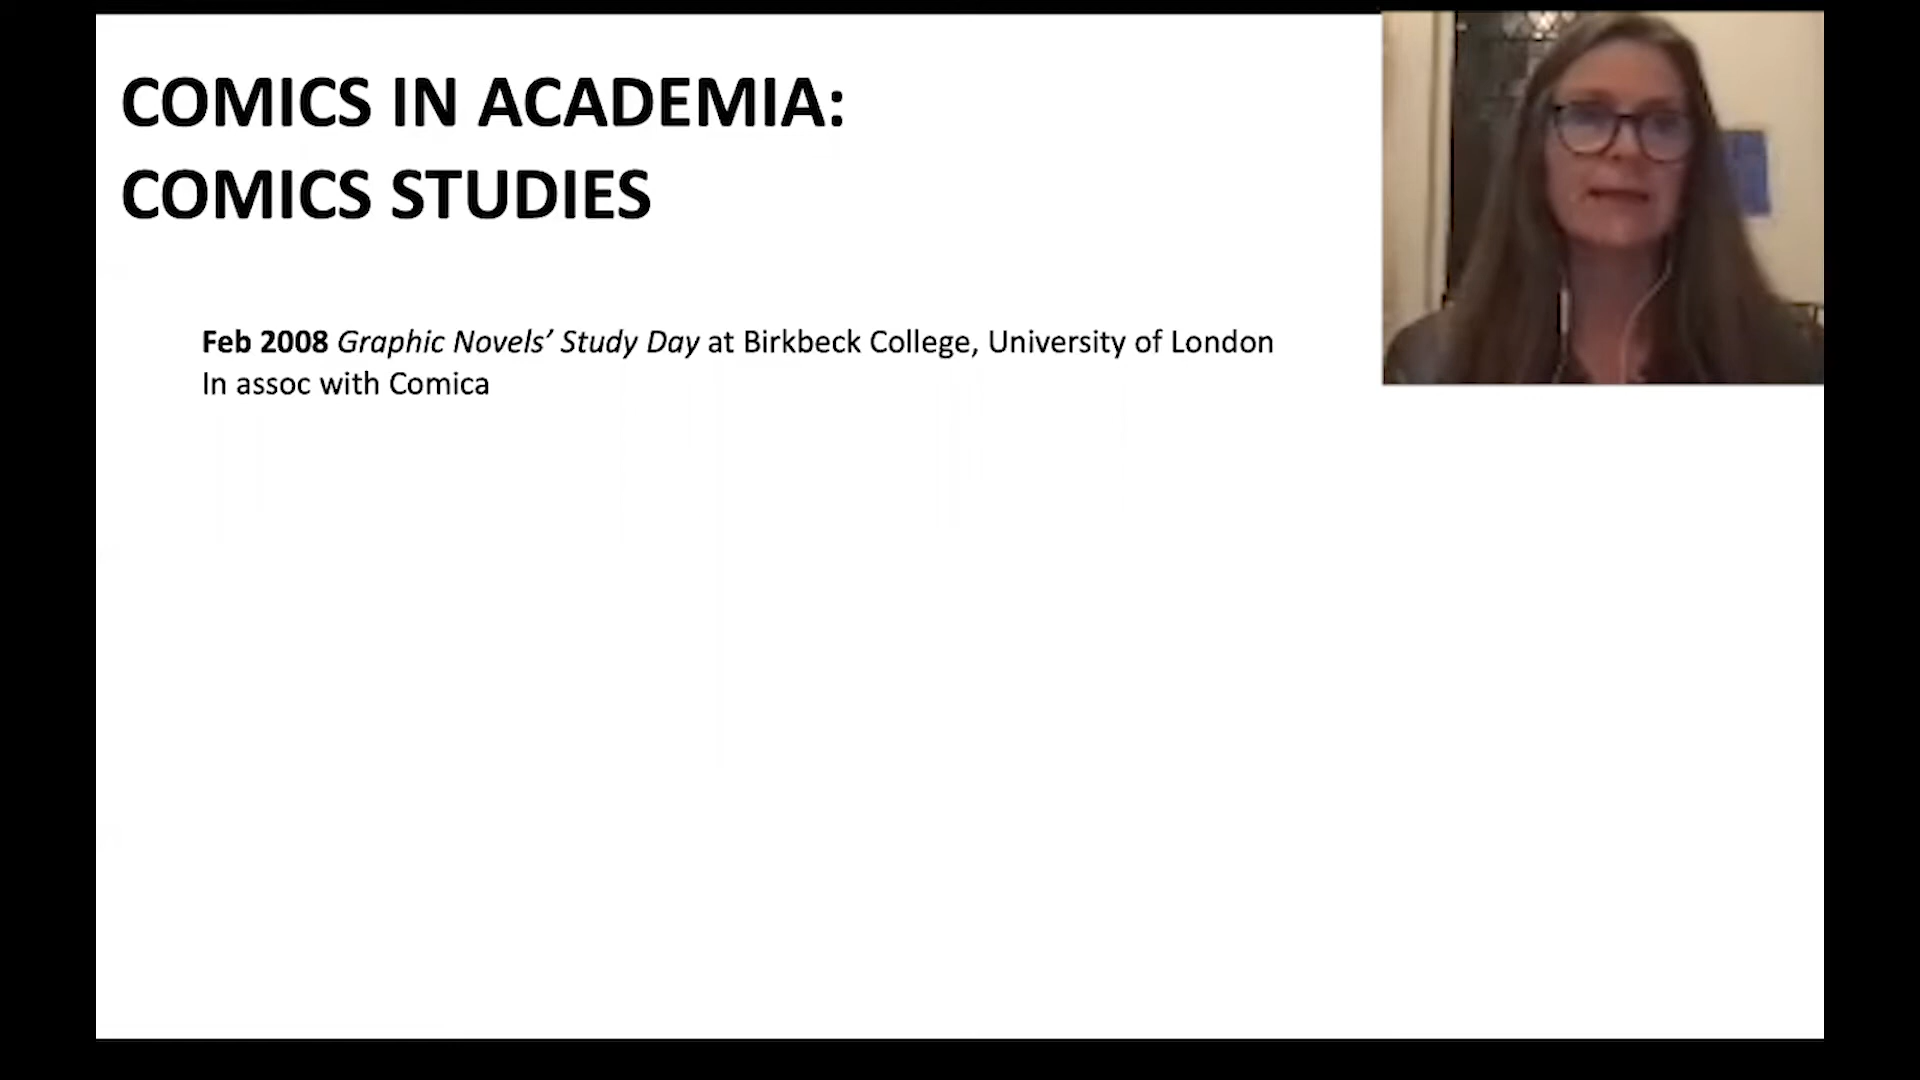 COMICS IN ACADEMIA:
COMICS STUDIES
Feb 2008 Graphic Novels’ Study Day at Birkbeck College, University of London
In assoc with Comica